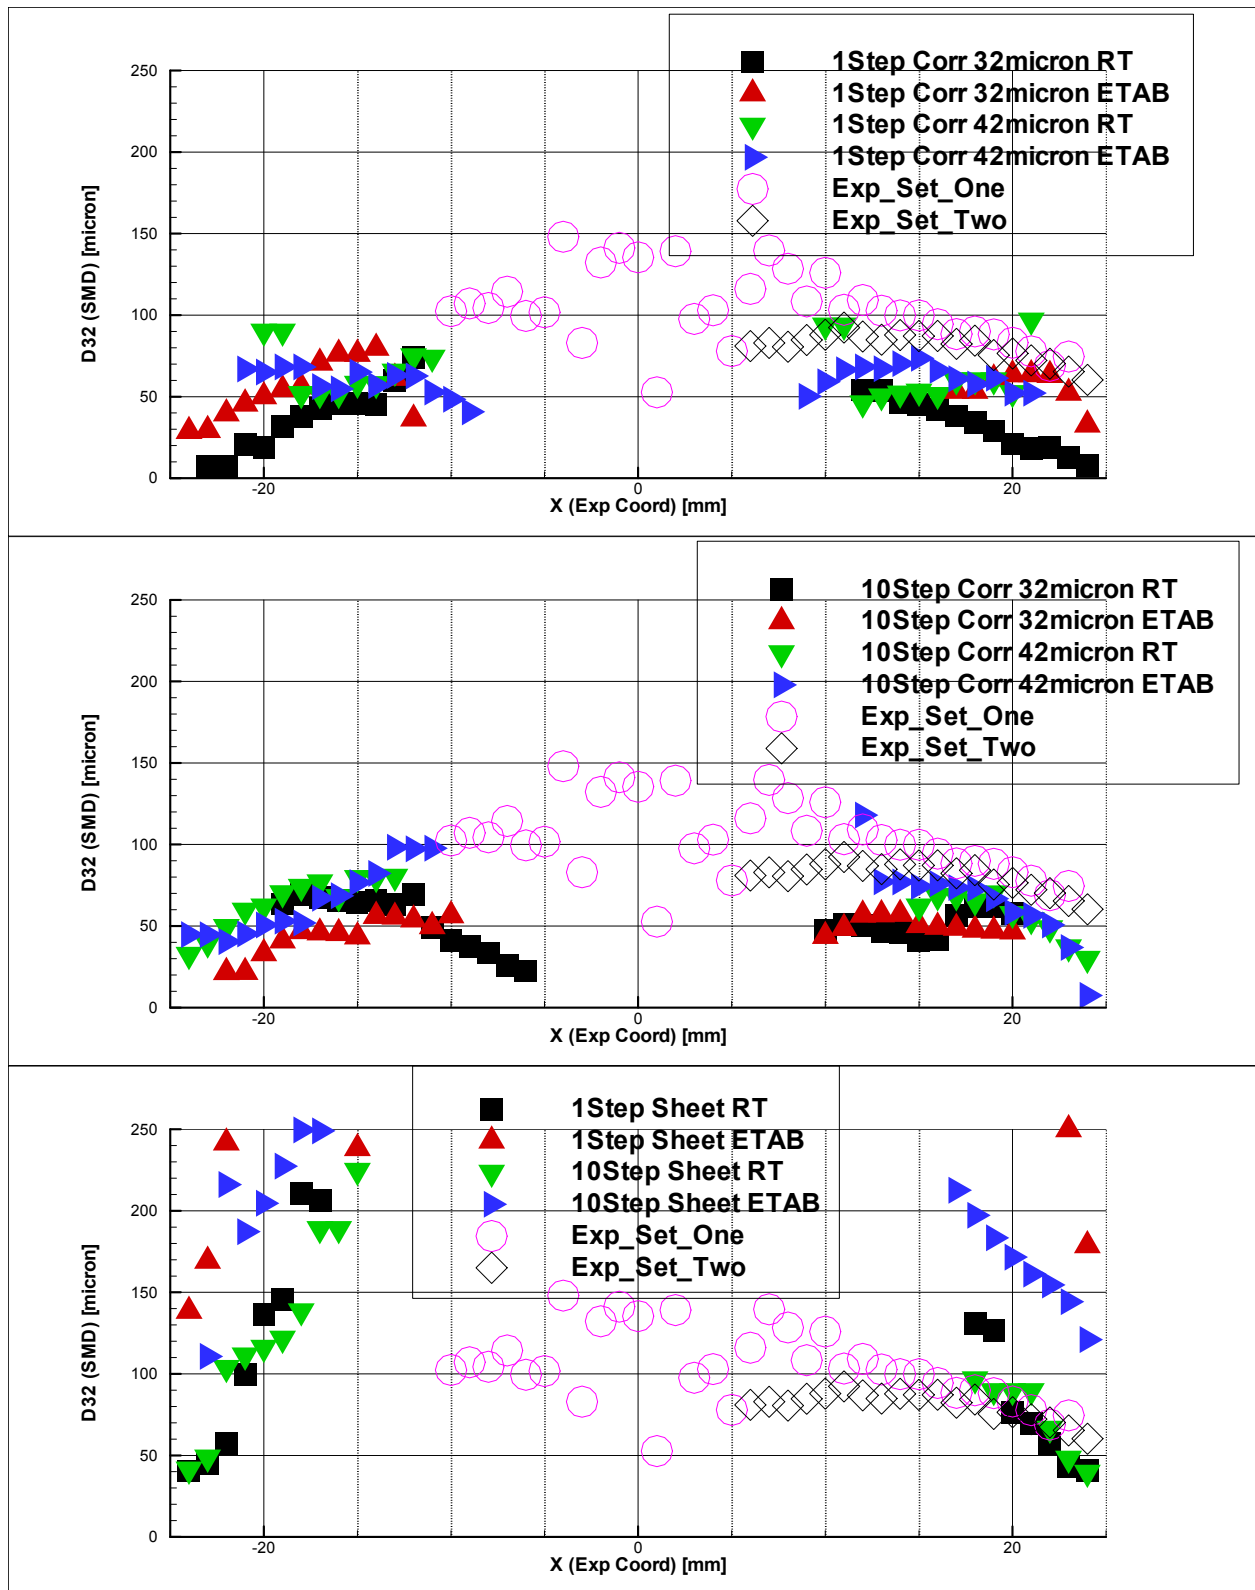 1Step Corr 32micron RT
1Step Corr 32micron ETAB
1Step Corr 42micron RT
1Step Corr 42micron ETAB
Exp_Set_One
Exp_Set_Two
250
200
150
100
50
0
D32 (SMD) [micron]
-20
0
20
X (Exp Coord) [mm]
10Step Corr 32micron RT
10Step Corr 32micron ETAB
10Step Corr 42micron RT
10Step Corr 42micron ETAB
Exp_Set_One
Exp_Set_Two
250
200
150
100
50
0
D32 (SMD) [micron]
-20
0
20
X (Exp Coord) [mm]
1Step Sheet RT
1Step Sheet ETAB
10Step Sheet RT
10Step Sheet ETAB
Exp_Set_One
Exp_Set_Two
250
200
150
100
50
0
D32 (SMD) [micron]
-20
0
20
X (Exp Coord) [mm]